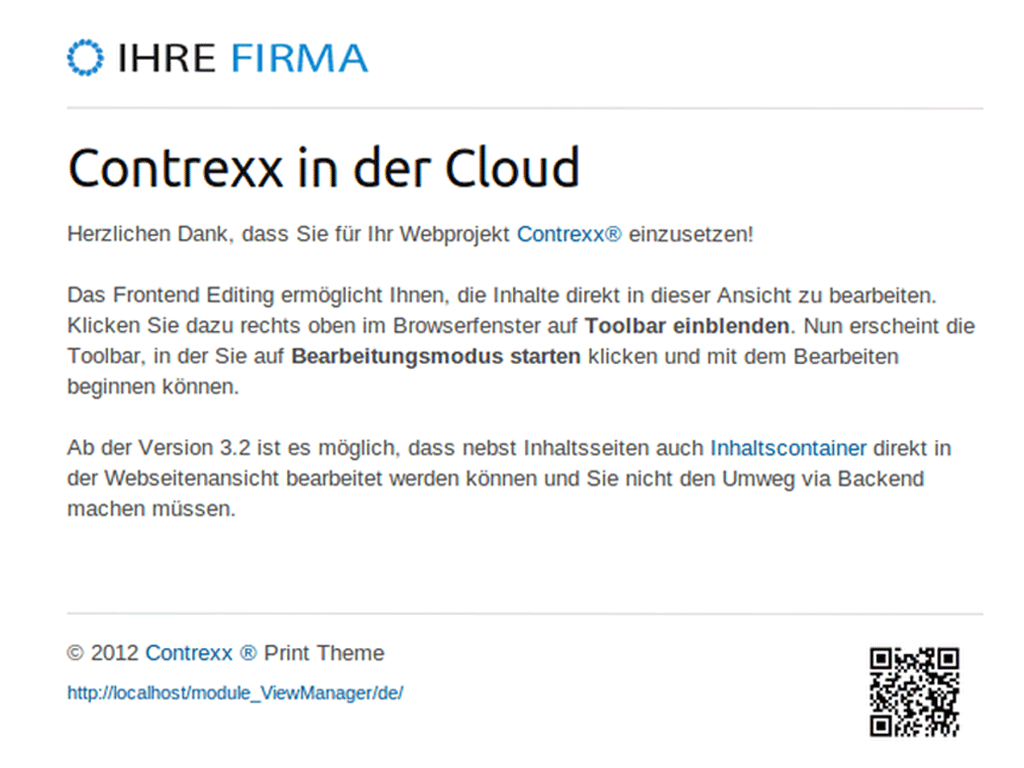 IHRE FIRMA
Contrexx in der Cloud
Herzlichen Dank, dass Sie für Ihr Webprojekt Contrexx® einzusetzen!
Das Frontend Editing ermöglicht Ihnen, die Inhalte direkt in dieser Ansicht zu bearbeiten.
Klicken Sie dazu rechts oben im Browserfenster auf Toolbar einblenden. Nun erscheint die
Toolbar, in der Sie auf Bearbeitungsmodus starten klicken und mit dem Bearbeiten
beginnen können.
Ab der Version 3.2 ist es möglich, dass nebst Inhaltsseiten auch Inhaltscontainer direkt in
der Webseitenansicht bearbeitet werden können und Sie nicht den Umweg via Backend
machen müssen.
© 2012 Contrexx ® Print Theme
http://localhost/module_ViewManager/de/